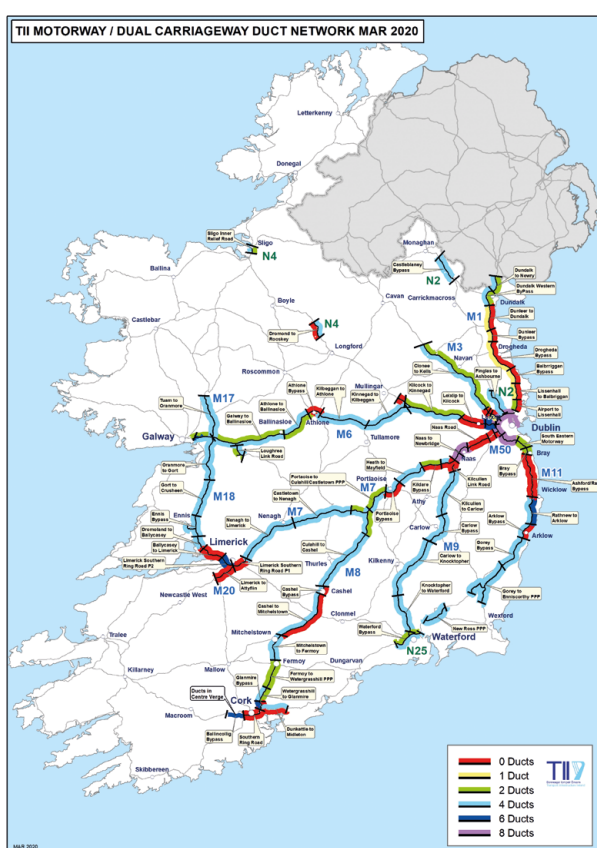 TII MOTORWAY / DUAL CARRIAGEWAY DUCT NETWORK MAR 2020
Letterkenny
Donegal
Sligo Inner
Relief Road
Sligo
N4
Monaghan
Castleblaney
Bypass
N2
Ballina
Cavan
Carrickmacross
Dundalk
to Newry
Dundalk Western
ByPass
Dundalk
M1
Dunleer to
Dundalk
Boyle
N4
Castlebar
Dromod to
Rooskey
Longford
M3
Navan
Dunleer
Bypass
Drogheda
Drogheda
Bypass
Clonee
to Kells
Finglas to
Ashbourne
Balbriggan
Bypass
Roscommon
Mullingar
Athlone
Bypass
Kilbeggan to
Athlone
Kinnegad to
Kilbeggan
Kilcock to
Kinnegad
Leixlip to
Kilcock
N2
Lissenhall
to Balbriggan
M17
Tuam to
Oranmore
Athlone to
Ballinasloe
Galway to
Ballinasloe
Ballinasloe
Athlone
M6
Tullamore
Naas Road
Airport to
Lissenhall
Dublin
Galway
South Eastern
Motorway
M50
Loughrea
Link Road
Naas to
Newbridge
Naas
Bray
Oranmore
to Gort
Heath to
Mayfield
Bray
Bypass
M11
Portlaoise to
Culahill/Castletown PPP
Portlaoise
M7
Kildare
Bypass
Kilcullen
Link Road
Wicklow
Ashford/Rath
Bypass
Gort to
Crusheen
M18
Castletown
to Nenagh
Athy
Kilcullen
to Carlow
Arklow
Bypass
Rathnew to
Arklow
Ennis
Bypass
Ennis
Nenagh to
Limerick
Nenagh
M7
Portlaoise
Bypass
Carlow
Carlow
Bypass
Gorey
Bypass
Arklow
Dromoland to
Ballycasey
Ballycasey
to Limerick
Limerick
Culahill to
Cashel
M9
Limerick Southern
Ring Road P2
Limerick Southern
Ring Road P1
Thurles
Kilkenny
Carlow to
Knocktopher
M8
M20
Limerick to
Attyflin
Cashel
Bypass
Cashel
Knocktopher
to Waterford
Gorey to
Enniscorthy PPP
Newcastle West
Cashel to
Mitchelstown
Clonmel
Wexford
Tralee
Mitchelstown
Waterford
Bypass
New Ross PPP
Waterford
Mitchelstown
to Fermoy
N25
Killarney
Mallow
Fermoy
Dungarvan
Glanmire
Bypass
Fermoy to
Watergrasshill PPP
Ducts in
Centre Verge
Watergrasshill
to Glanmire
Cork
Macroom
Ballincollig
Bypass
Southern
Ring Road
Dunkettle to
Midleton
Skibbereen
0 Ducts
1 Duct
2 Ducts
4 Ducts
6 Ducts
8 Ducts
TII
MAR 2020